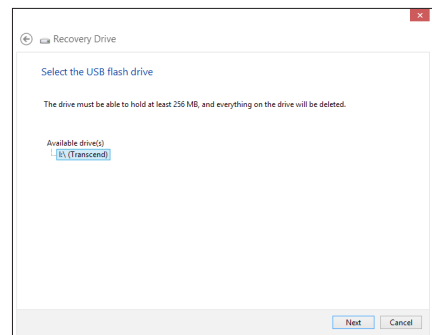 Recovery Drive
Select the USB flash drive
The drive must be able to hold at least 256 MB, and everything on the drive will be deleted.
Available drive(s)
I:\ (Transcend)
Next Cancel